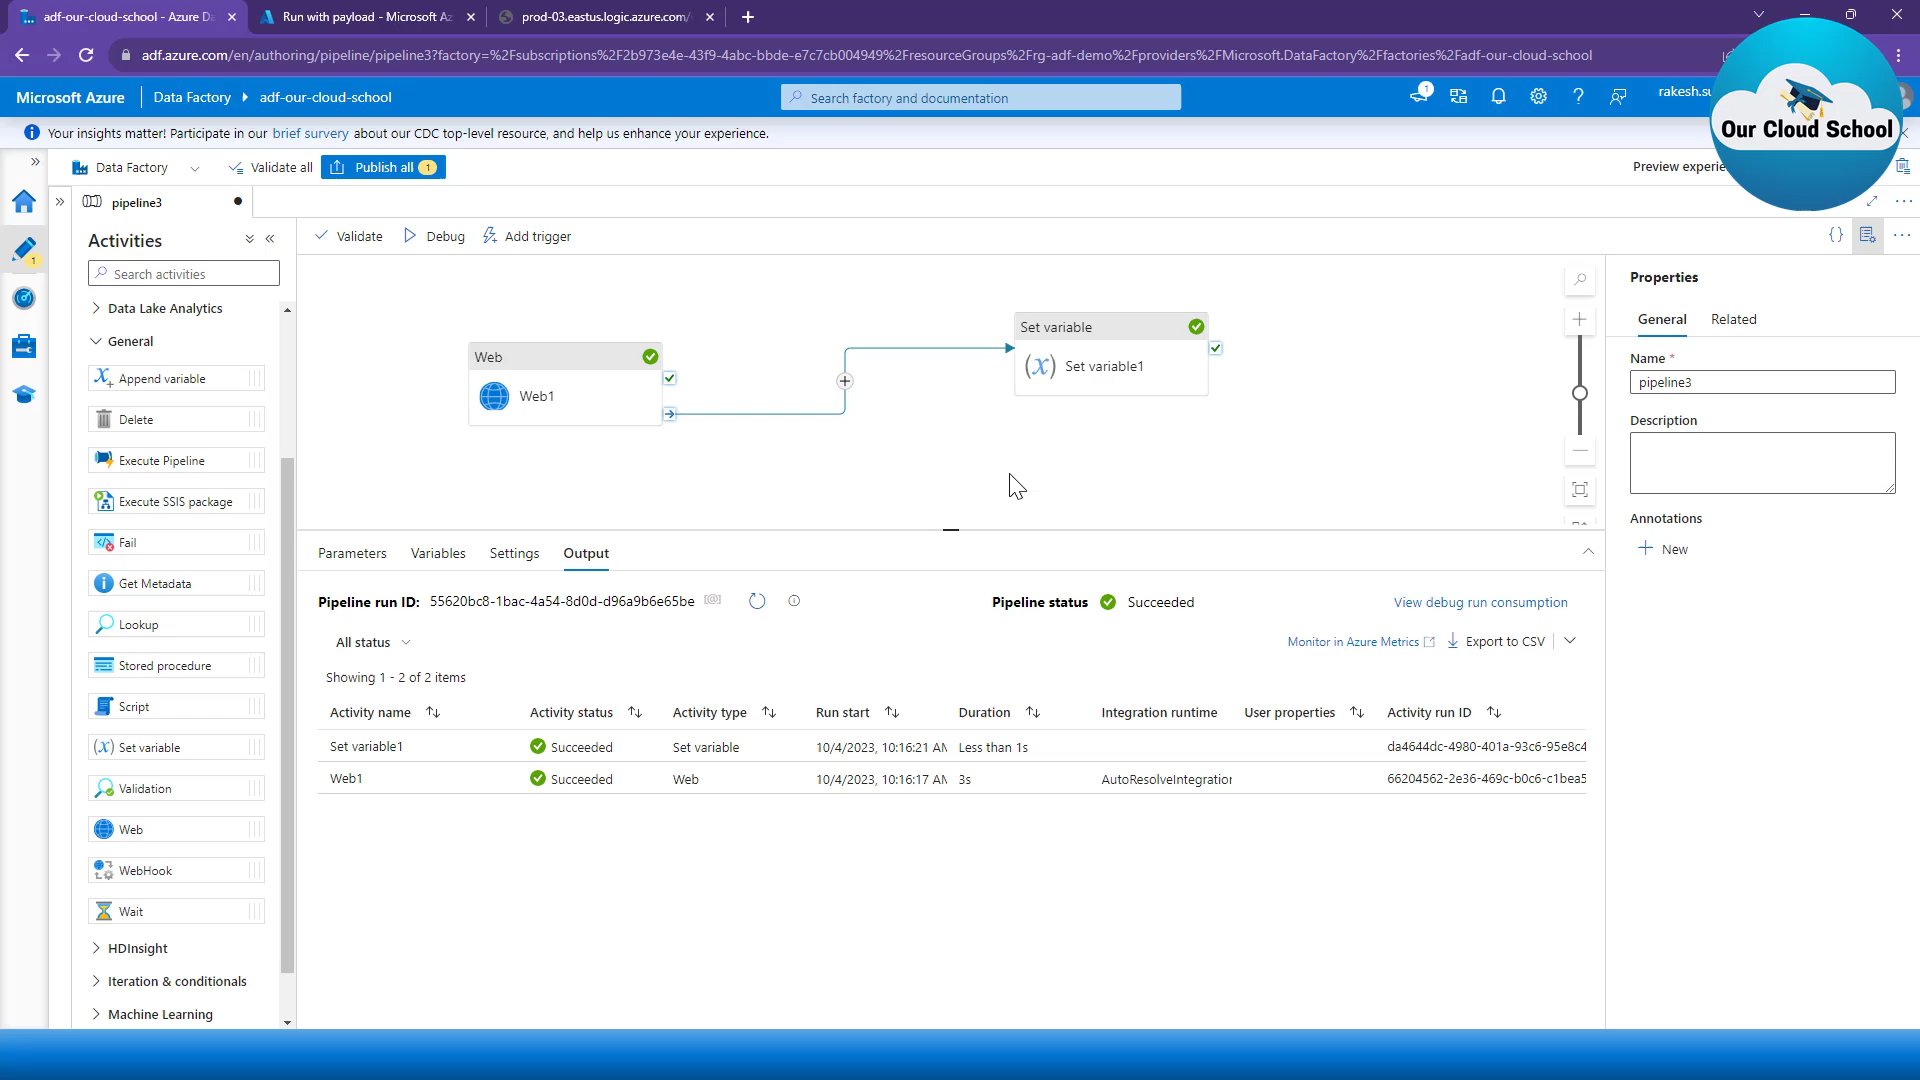 adf-our-cloud-school - Azure Da
Run with payload - Microsoft Az
prod-03.eastus.logic.azure.com/
adf.azure.com/en/authoring/pipeline/pipeline3?factory=%2Fsubscriptions%2F2b973e4e-43f9-4abc-bbde-e7c7cb004949%2FresourceGroups%2Frg-adf-demo%2Fproviders%2FMicrosoft.DataFactory%2Ffactories%2Fadf-our-cloud-school
Microsoft Azure
Data Factory
adf-our-cloud-school
Search factory and documentation
1
rakesh.su
Our Cloud School
Your insights matter! Participate in our brief survey about our CDC top-level resource, and help us enhance your experience.
Data Factory
Validate all
Publish all 1
Preview experie
pipeline3
Activities
Validate
Debug
Add trigger
1
Search activities
Data Lake Analytics
General
Append variable
Delete
Execute Pipeline
Execute SSIS package
Fail
Get Metadata
Lookup
Stored procedure
Script
Set variable
Validation
Web
WebHook
Wait
HDInsight
Iteration & conditionals
Machine Learning
Web
Web1
Set variable
(x) Set variable1
Properties
General
Related
Name *
pipeline3
Description
Annotations
New
Parameters
Variables
Settings
Output
Pipeline run ID: 55620bc8-1bac-4a54-8d0d-d96a9b6e65be
Pipeline status Succeeded
View debug run consumption
All status
Monitor in Azure Metrics
Export to CSV
Showing 1 - 2 of 2 items
Activity name Activity status Activity type Run start Duration Integration runtime User properties Activity run ID
Set variable1 Succeeded Set variable 10/4/2023, 10:16:21 AM Less than 1s da4644dc-4980-401a-93c6-95e8c4
Web1 Succeeded Web 10/4/2023, 10:16:17 AM 3s AutoResolveIntegration 66204562-2e36-469c-b0c6-c1bea5